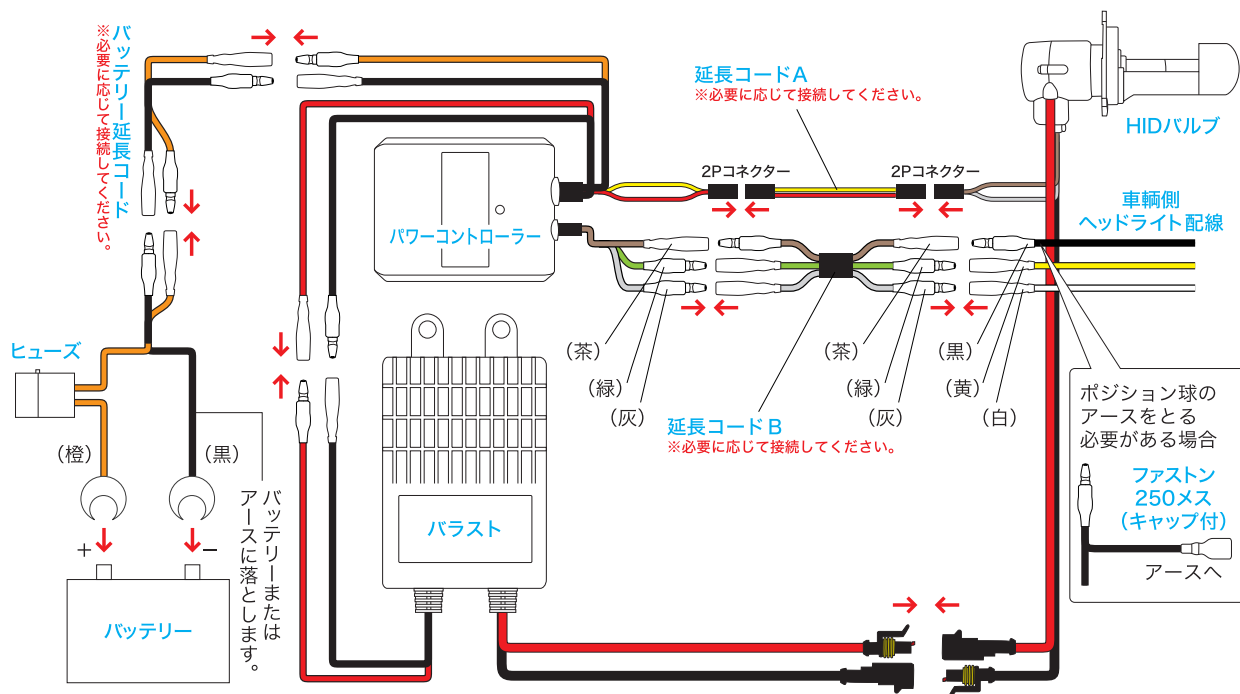 バッテリー延長コード
※必要に応じて接続してください。
延長コードA
※必要に応じて接続してください。
HIDバルブ
2Pコネクター
2Pコネクター
車輌側
ヘッドライト配線
パワーコントローラー
ヒューズ
(茶)
(緑)
(灰)
(茶)
(緑)
(灰)
(黒)
(黄)
(白)
延長コードB
※必要に応じて接続してください。
ポジション球の
アースをとる
必要がある場合
ファストン
250メス
(キャップ付)
アースへ
(橙)
(黒)
バッテリーまたは
アースに落とします。
バラスト
+
−
バッテリー